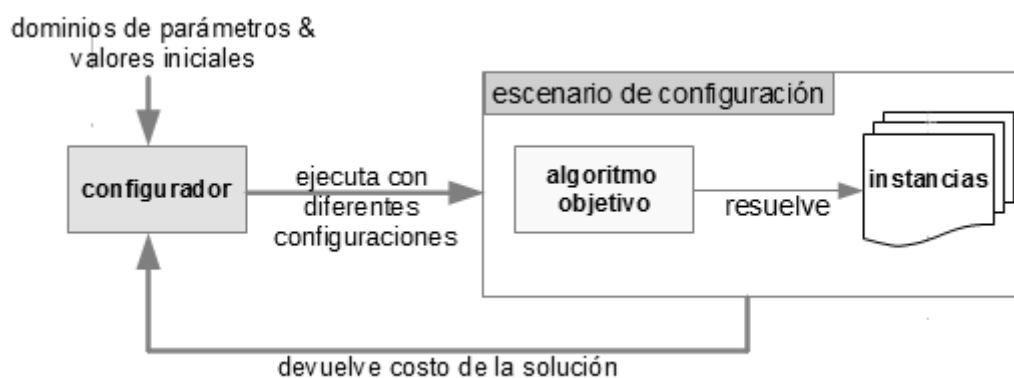 dominios de parámetros &
valores iniciales
escenario de configuración
configurador
ejecuta con
diferentes
configuraciones
algoritmo
objetivo
resuelve
instancias
devuelve costo de la solución